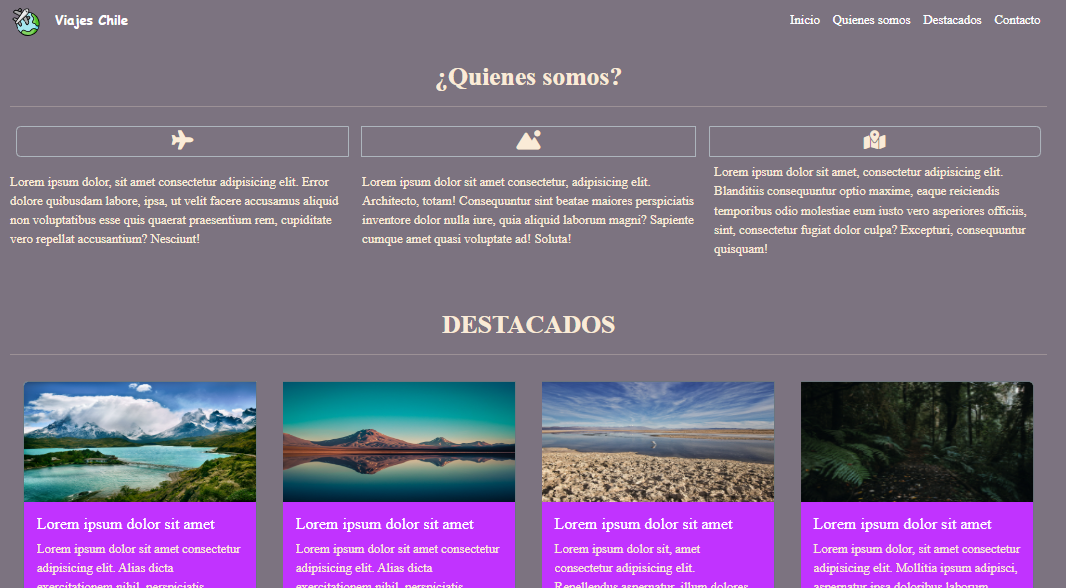 Viajes Chile
Inicio Quienes somos Destacados Contacto
¿Quienes somos?
Lorem ipsum dolor, sit amet consectetur adipisicing elit. Error
dolore quibusdam labore, ipsa, ut velit facere accusamus aliquid
non voluptatibus esse quis quaerat praesentium rem, cupiditate
vero repellat accusantium? Nesciunt!
Lorem ipsum dolor sit amet consectetur, adipisicing elit.
Architecto, totam! Consequuntur sint beatae maiores perspiciatis
inventore dolor nulla iure, quia aliquid laborum magni? Sapiente
cumque amet quasi voluptate ad! Soluta!
Lorem ipsum dolor sit amet, consectetur adipisicing elit.
Blanditiis consequuntur optio maxime, eaque reiciendis
temporibus odio molestiae eum iusto vero asperiores officiis,
sint, consectetur fugiat dolor culpa? Excepturi, consequuntur
quisquam!
DESTACADOS
Lorem ipsum dolor sit amet
Lorem ipsum dolor sit amet consectetur
adipisicing elit. Alias dicta
exercitationem nihil, perspiciatis
Lorem ipsum dolor sit amet
Lorem ipsum dolor sit amet consectetur
adipisicing elit. Alias dicta
exercitationem nihil, perspiciatis
Lorem ipsum dolor sit amet
Lorem ipsum dolor sit, amet
consectetur adipisicing elit.
Repellendus aspernatur, illum dolores
Lorem ipsum dolor sit amet
Lorem ipsum dolor, sit amet consectetur
adipisicing elit. Mollitia ipsum adipisci,
aspernatur ipsa doloribus laborum